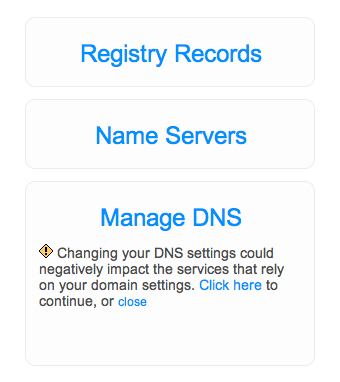 Registry Records
Name Servers
Manage DNS
Changing your DNS settings could
negatively impact the services that rely
on your domain settings. Click here to
continue, or close